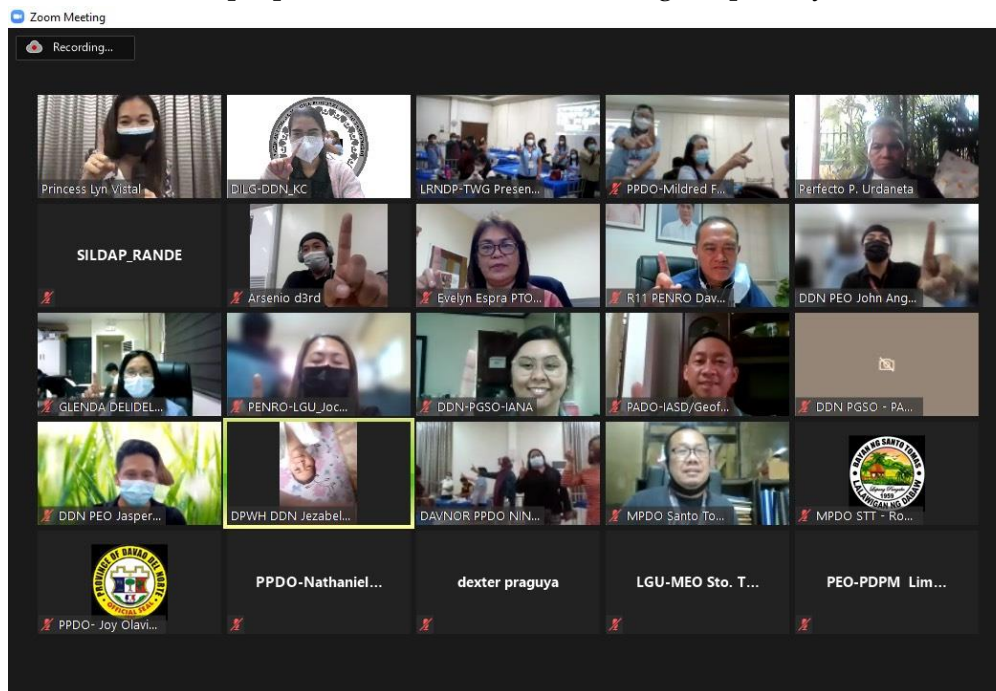 Zoom Meeting
Recording...
Princess Lyn Vistal
DILG-DDN_KC
LRNDP-TWG Presen...
PPDO-Mildred F...
Perfecto P. Urdaneta
SILDAP_RANDE
Arsenio d3rd
Evelyn Espra PTO...
R11 PENRO Dav...
DDN PEO John Ang...
GLENDA DELIDEL...
PENRO-LGU_Joc...
DDN-PGSO-IANA
PADO-IASD/Geof...
DDN PGSO - PA...
DDN PEO Jasper...
DPWH DDN Jezabel...
DAVNOR PPDO NIN...
MPDO Santo To...
BAYAN NG SANTO TOMAS
1959
LALAWIGAN NG DABAW
MPDO STT - Ro...
PROVINCE OF DAVAO DEL NORTE
OFFICIAL SEAL
PPDO- Joy Olavi...
PPDO-Nathaniel...
dexter praguya
LGU-MEO Sto. T...
PEO-PDPM Lim...